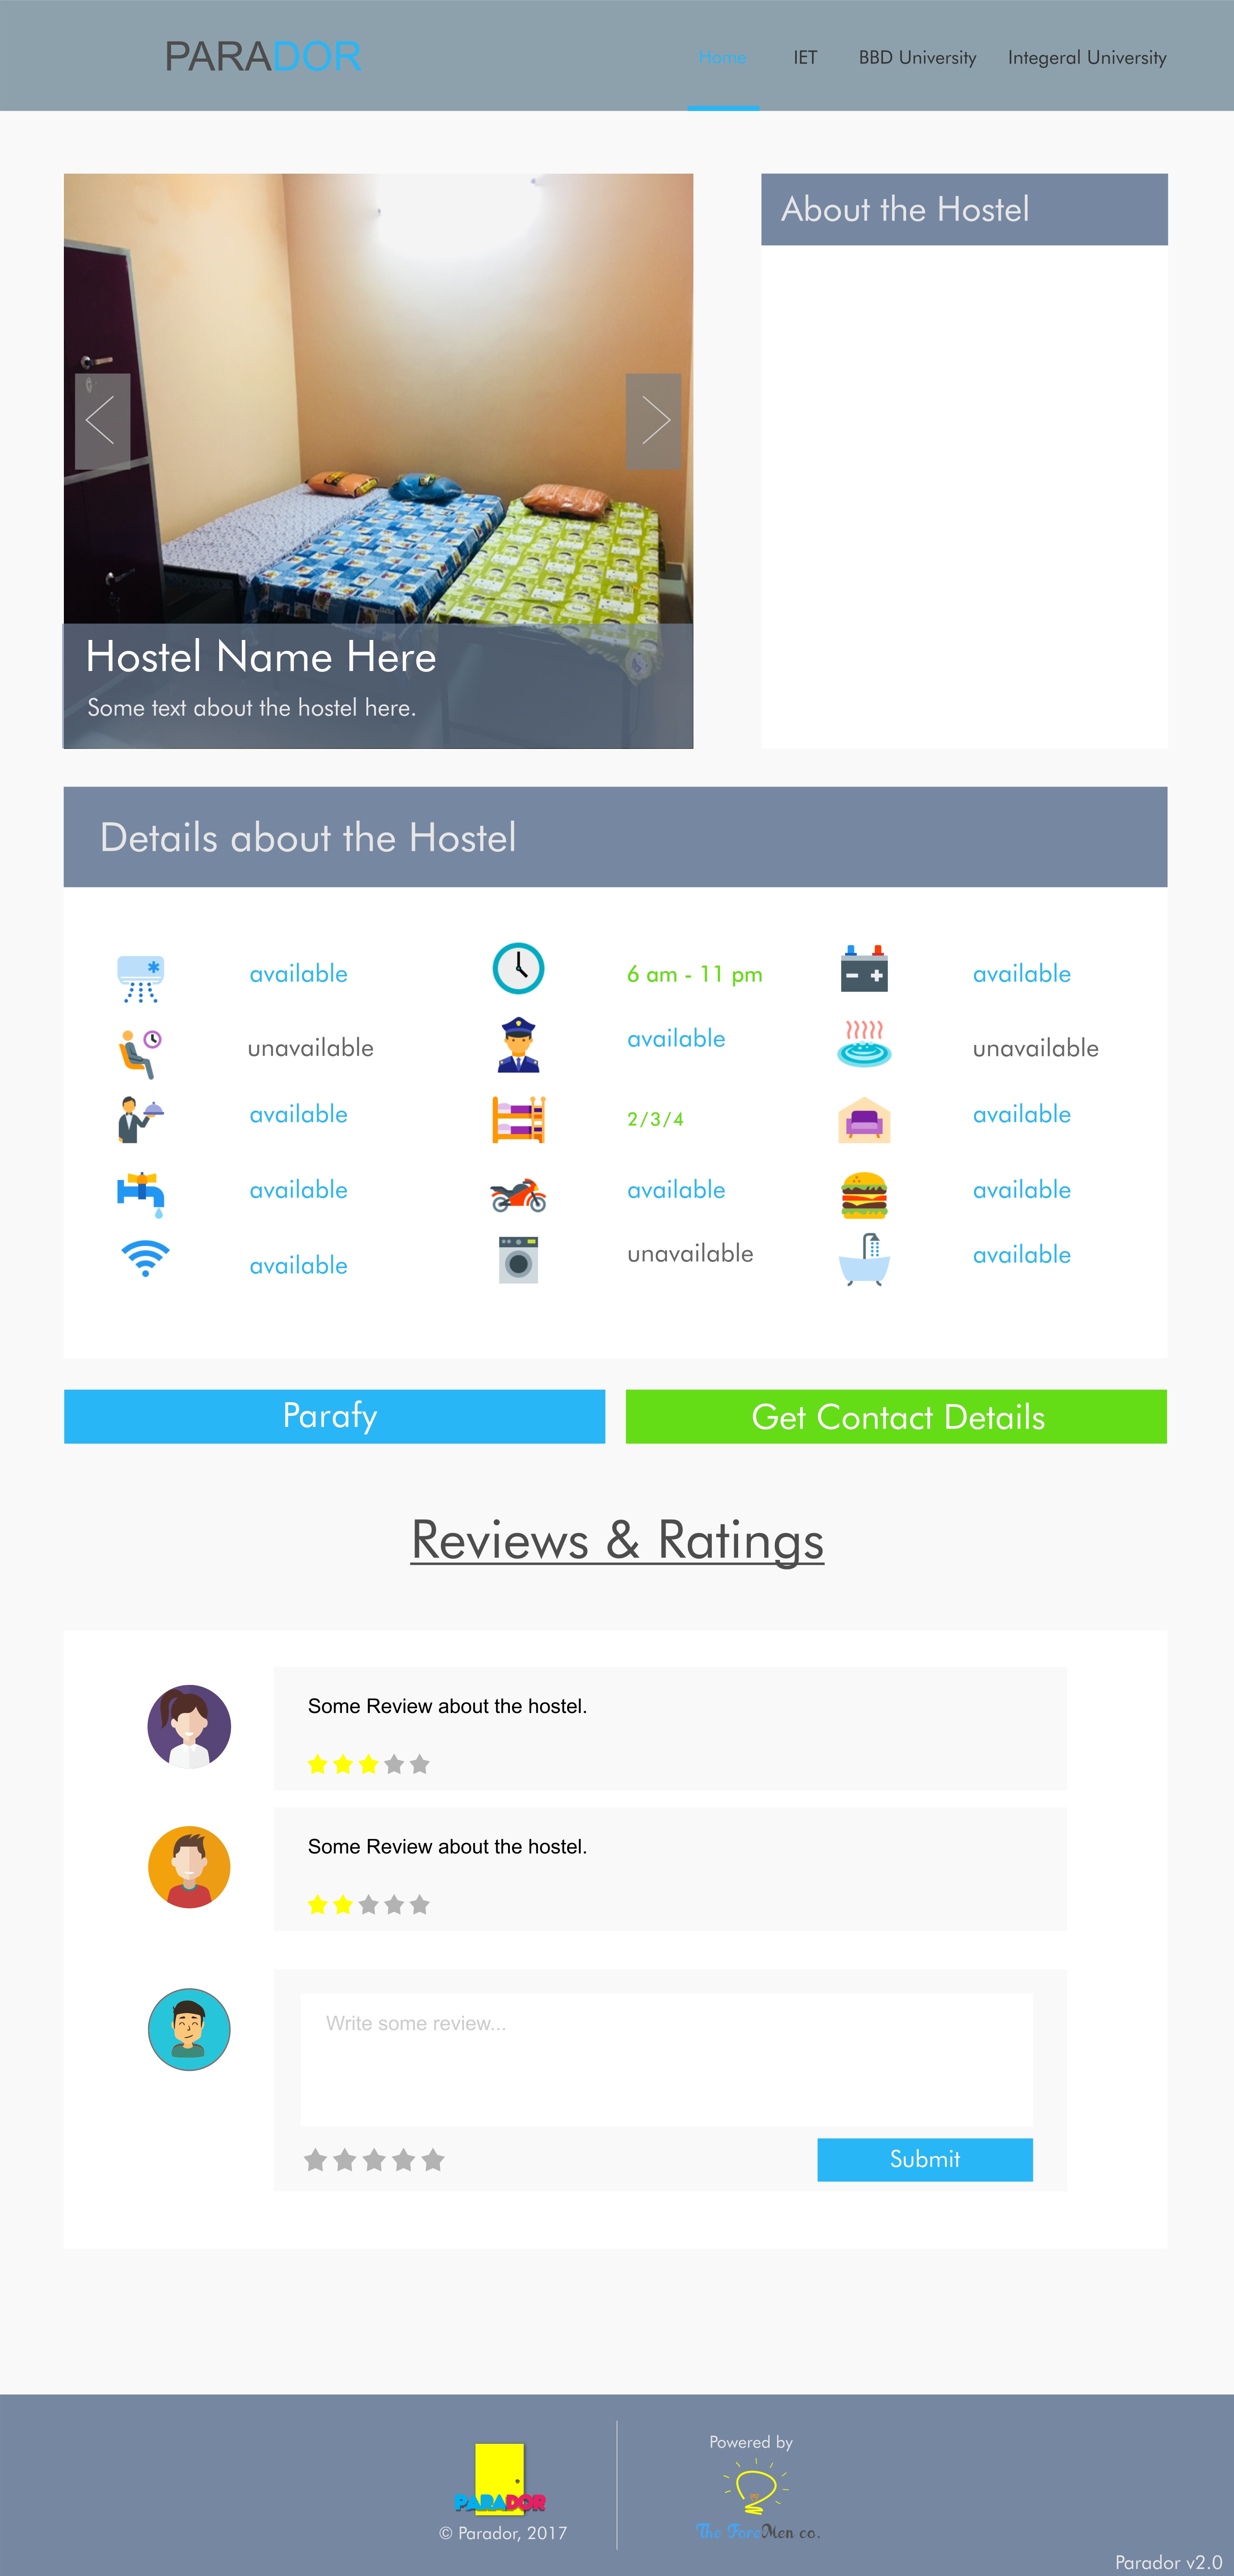 PARADOR
Home IET BBD University Integeral University
About the Hostel
Hostel Name Here
Some text about the hostel here.
Details about the Hostel
available 6 am - 11 pm available
unavailable available unavailable
available 2/3/4 available
available available available
available unavailable available
Parafy Get Contact Details
Reviews & Ratings
Some Review about the hostel.
Some Review about the hostel.
Write some review...
Submit
Powered by
PARADOR
The ForeMen co.
© Parador, 2017
Parador v2.0